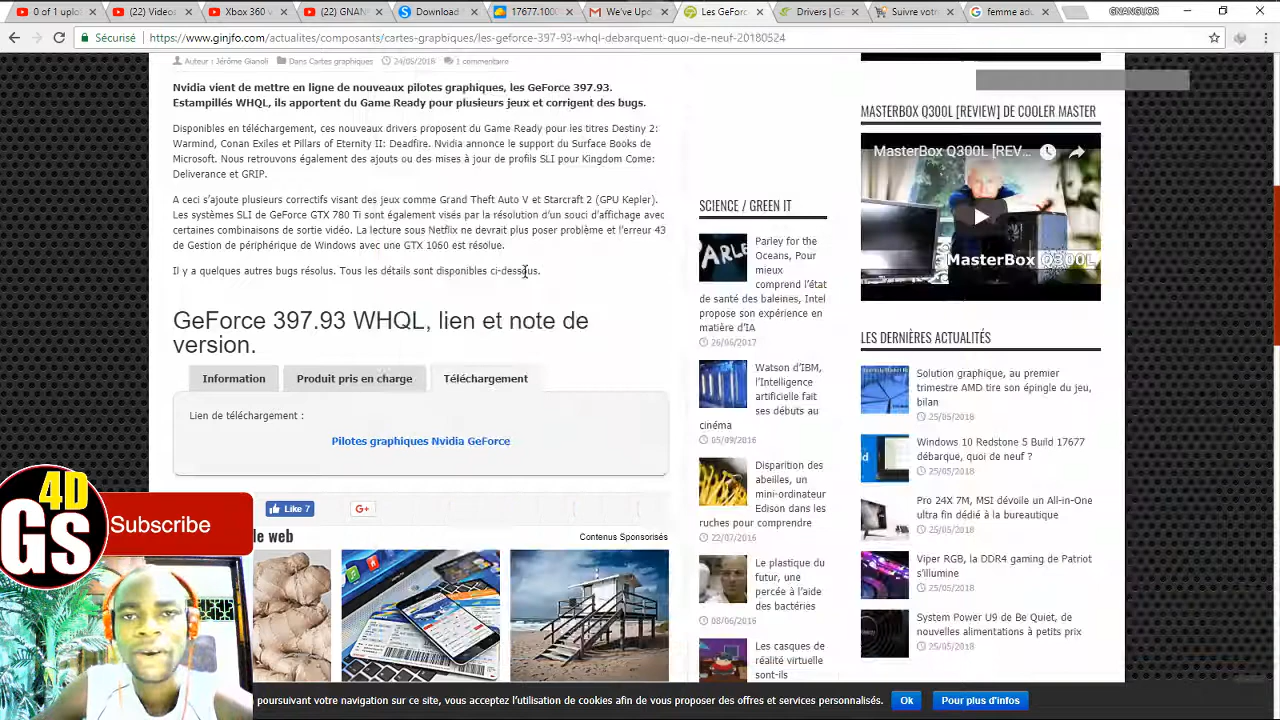 0 of 1 uploa
(22) Videos
Xbox 360 v
(22) GNAN
Download
17677.100
We've Upd
Les GeForc
Drivers | Ge
Suivre votr
femme adu
GNANGUOR
Sécurisé
https://www.ginjfo.com/actualites/composants/cartes-graphiques/les-geforce-397-93-whql-debarquent-quoi-de-neuf-20180524
Auteur : Jérôme Gianoli
Dans Cartes graphiques
24/05/2018
1 commentaire
Nvidia vient de mettre en ligne de nouveaux pilotes graphiques, les GeForce 397.93.
Estampillés WHQL, ils apportent du Game Ready pour plusieurs jeux et corrigent des bugs.
Disponibles en téléchargement, ces nouveaux drivers proposent du Game Ready pour les titres Destiny 2:
Warmind, Conan Exiles et Pillars of Eternity II: Deadfire. Nvidia annonce le support du Surface Books de
Microsoft. Nous retrouvons également des ajouts ou des mises à jour de profils SLI pour Kingdom Come:
Deliverance et GRIP.
A ceci s'ajoute plusieurs correctifs visant des jeux comme Grand Theft Auto V et Starcraft 2 (GPU Kepler).
Les systèmes SLI de GeForce GTX 780 Ti sont également visés par la résolution d'un souci d'affichage avec
certaines combinaisons de sortie vidéo. La lecture sous Netflix ne devrait plus poser problème et l'erreur 43
de Gestion de périphérique de Windows avec une GTX 1060 est résolue.
Il y a quelques autres bugs résolus. Tous les détails sont disponibles ci-dessous.
GeForce 397.93 WHQL, lien et note de
version.
Information
Produit pris en charge
Téléchargement
Lien de téléchargement :
Pilotes graphiques Nvidia GeForce
Like 7
G+
le web
Contenus Sponsorisés
4D
GS
Subscribe
SCIENCE / GREEN IT
PARLE
Parley for the
Oceans, Pour
mieux
comprend l'état
de santé des baleines, Intel
propose son expérience en
matière d'IA
26/06/2017
Watson d'IBM,
l'Intelligence
artificielle fait
ses débuts au
cinéma
05/09/2016
Disparition des
abeilles, un
mini-ordinateur
Edison dans les
ruches pour comprendre
22/07/2016
Le plastique du
futur, une
percée à l'aide
des bactéries
08/06/2016
Les casques de
réalité virtuelle
sont-ils
MASTERBOX Q300L [REVIEW] DE COOLER MASTER
MasterBox Q300L [REV...
MasterBox Q300L
LES DERNIÈRES ACTUALITÉS
Solution graphique, au premier
trimestre AMD tire son épingle du jeu,
bilan
25/05/2018
Windows 10 Redstone 5 Build 17677
débarque, quoi de neuf ?
25/05/2018
Pro 24X 7M, MSI dévoile un All-in-One
ultra fin dédié à la bureautique
25/05/2018
Viper RGB, la DDR4 gaming de Patriot
s'illumine
25/05/2018
System Power U9 de Be Quiet, de
nouvelles alimentations à petits prix
25/05/2018
poursuivant votre navigation sur ce site, vous acceptez l'utilisation de cookies afin de vous proposer des offres et services personnalisés.
Ok
Pour plus d'infos